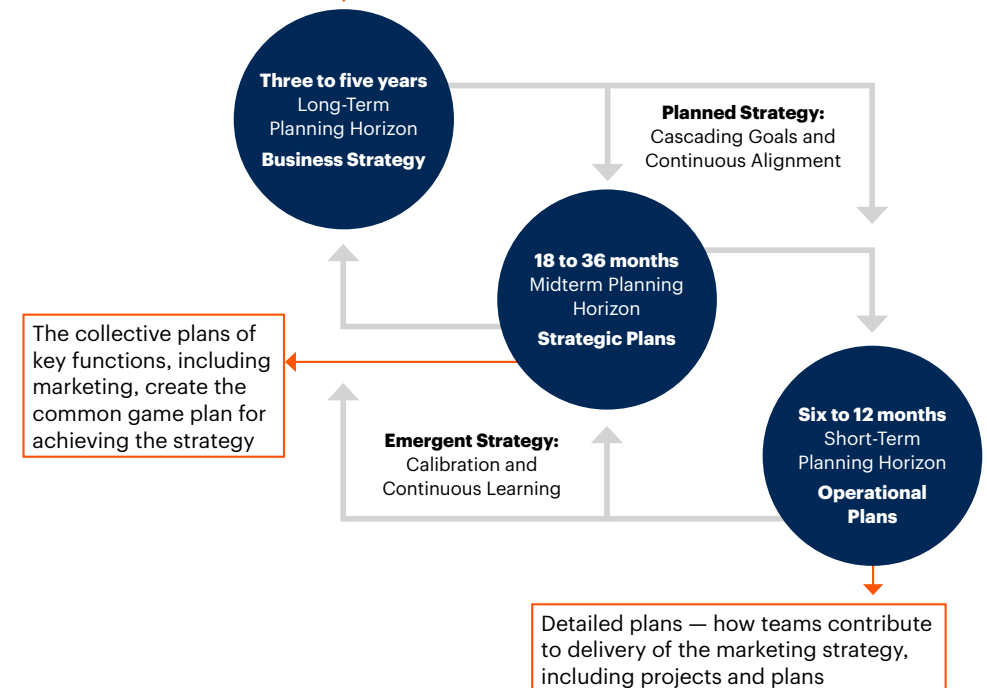 Three to five years
Long-Term
Planning Horizon
Business Strategy
Planned Strategy:
Cascading Goals and
Continuous Alignment
18 to 36 months
Midterm Planning
Horizon
Strategic Plans
The collective plans of
key functions, including
marketing, create the
common game plan for
achieving the strategy
Emergent Strategy:
Calibration and
Continuous Learning
Six to 12 months
Short-Term
Planning Horizon
Operational
Plans
Detailed plans — how teams contribute
to delivery of the marketing strategy,
including projects and plans